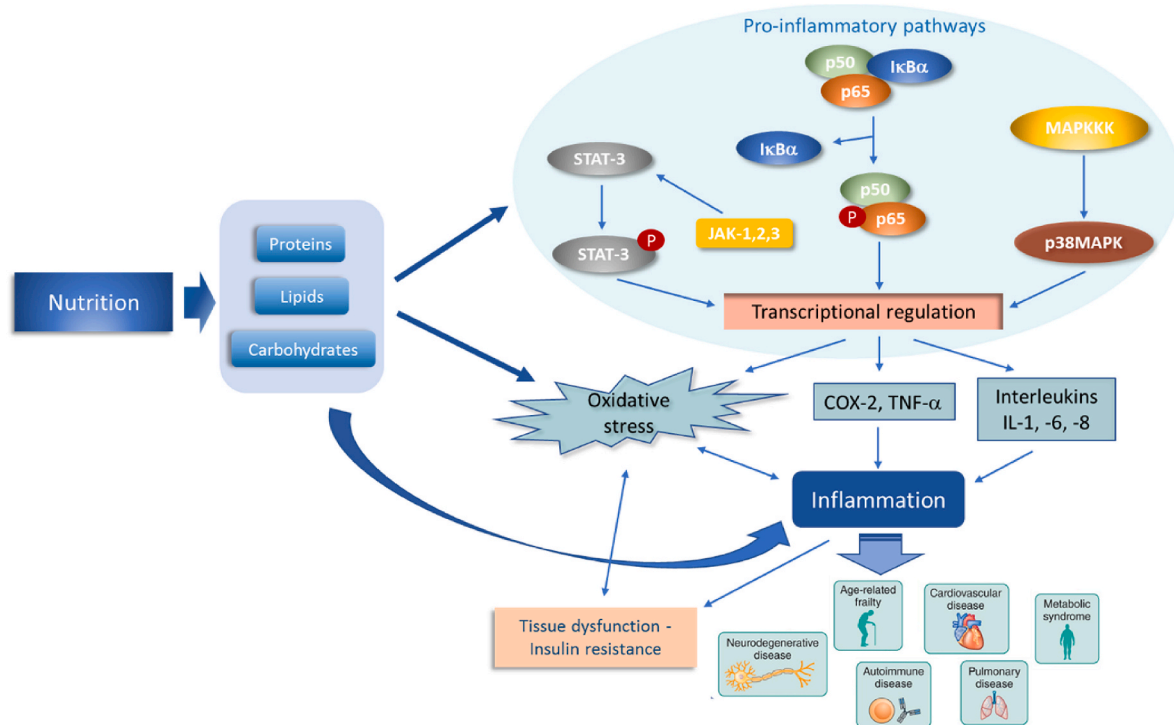 Pro-inflammatory pathways
p50
IκBα
p65
MAPKKK
IκBα
STAT-3
p50
P
p65
JAK-1,2,3
P
STAT-3
p38MAPK
Proteins
Nutrition
Lipids
Carbohydrates
Transcriptional regulation
Oxidative
stress
COX-2, TNF-α
Interleukins
IL-1, -6, -8
Inflammation
Tissue dysfunction -
Insulin resistance
Age-related
frailty
Cardiovascular
disease
Metabolic
syndrome
Neurodegenerative
disease
Autoimmune
disease
Pulmonary
disease